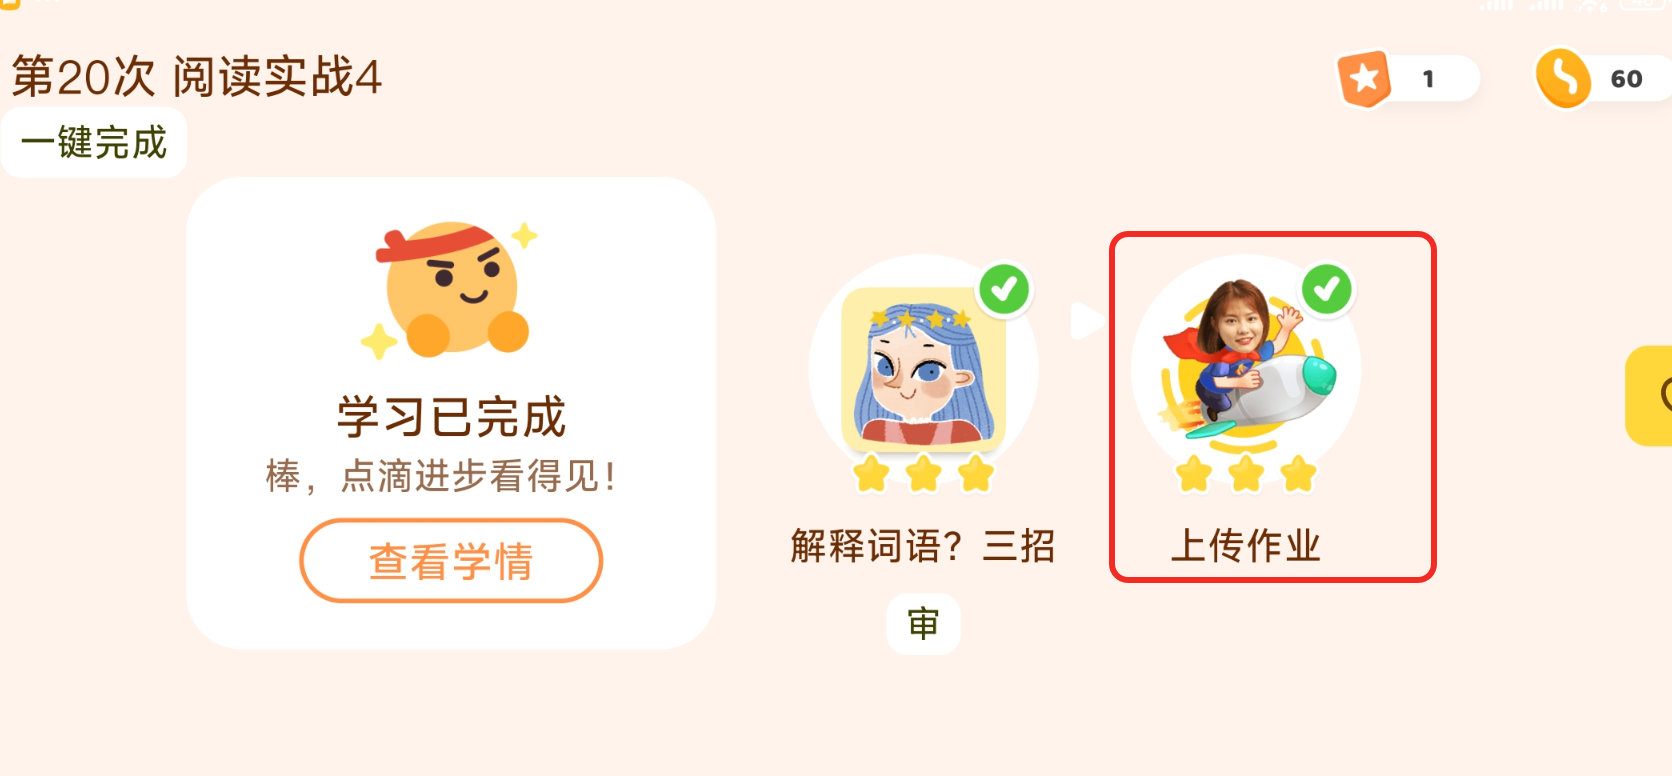 第20次 阅读实战4
1
60
一键完成
学习已完成
棒，点滴进步看得见！
查看学情
解释词语？三招
审
上传作业